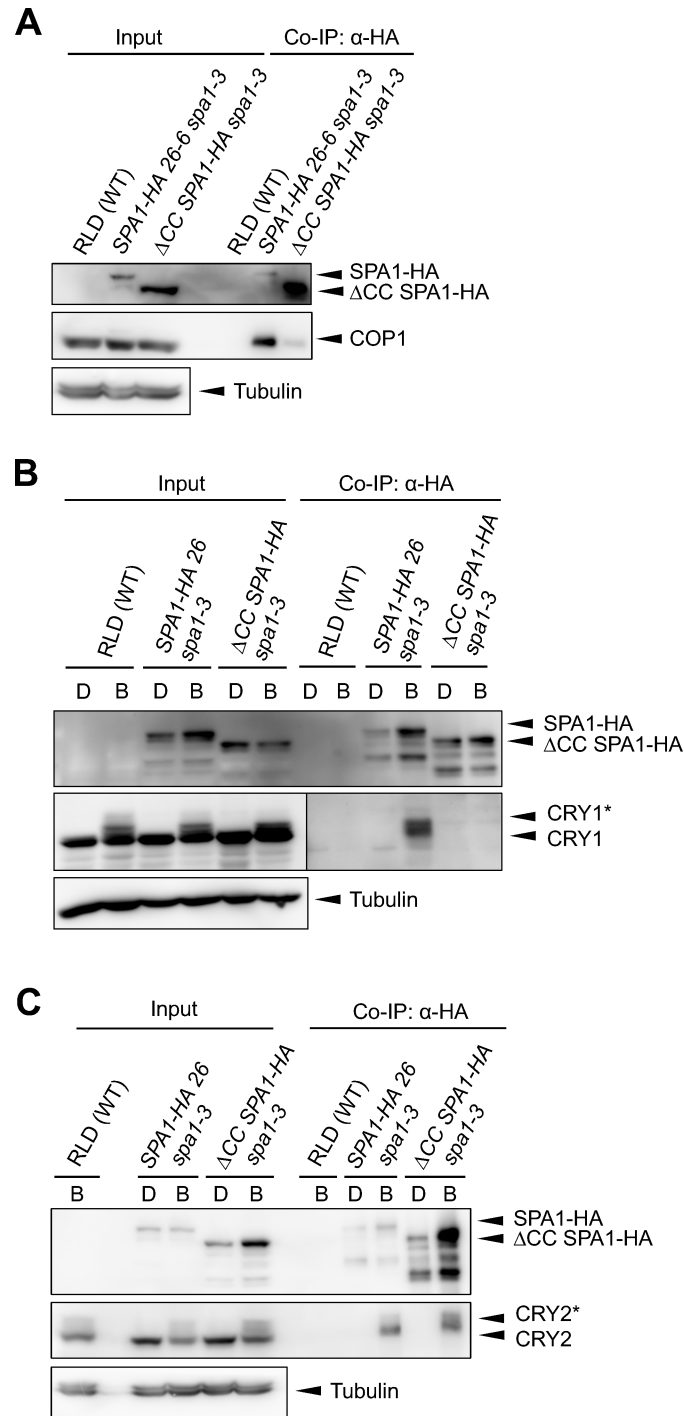 A
Input
Co-IP: α-HA
RLD (WT)
SPA1-HA 26-6 spa1-3
ΔCC SPA1-HA spa1-3
RLD (WT)
SPA1-HA 26-6 spa1-3
ΔCC SPA1-HA spa1-3
SPA1-HA
ΔCC SPA1-HA
COP1
Tubulin
B
Input
Co-IP: α-HA
RLD (WT)
SPA1-HA 26
spa1-3
ΔCC SPA1-HA
spa1-3
RLD (WT)
SPA1-HA 26
spa1-3
ΔCC SPA1-HA
spa1-3
D B D B D B D B D B D B
SPA1-HA
ΔCC SPA1-HA
CRY1*
CRY1
Tubulin
C
Input
Co-IP: α-HA
RLD (WT)
SPA1-HA 26
spa1-3
ΔCC SPA1-HA
spa1-3
RLD (WT)
SPA1-HA 26
spa1-3
ΔCC SPA1-HA
spa1-3
B D B D B B D B D B
SPA1-HA
ΔCC SPA1-HA
CRY2*
CRY2
Tubulin